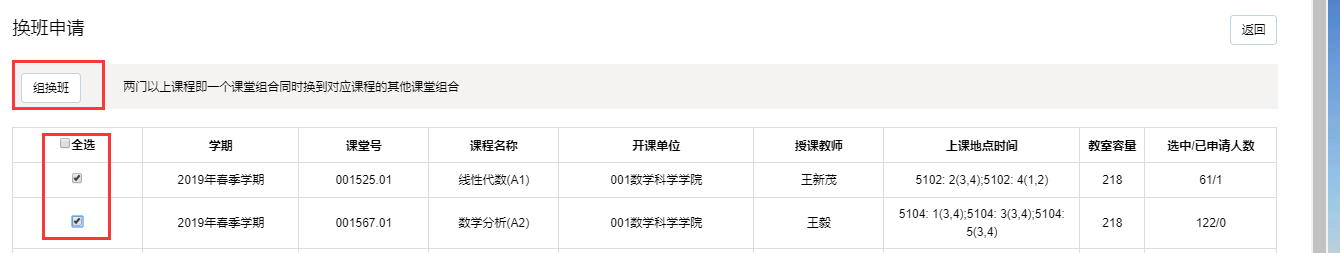 换班申请
返回
组换班
两门以上课程即一个课堂组合同时换到对应课程的其他课堂组合
全选 学期 课堂号 课程名称 开课单位 授课教师 上课地点时间 教室容量 选中/已申请人数
2019年春季学期 001525.01 线性代数(A1) 001数学科学学院 王新茂 5102: 2(3,4);5102: 4(1,2) 218 61/1
2019年春季学期 001567.01 数学分析(A2) 001数学科学学院 王毅 5104: 1(3,4);5104: 3(3,4);5104:
5(3,4) 218 122/0